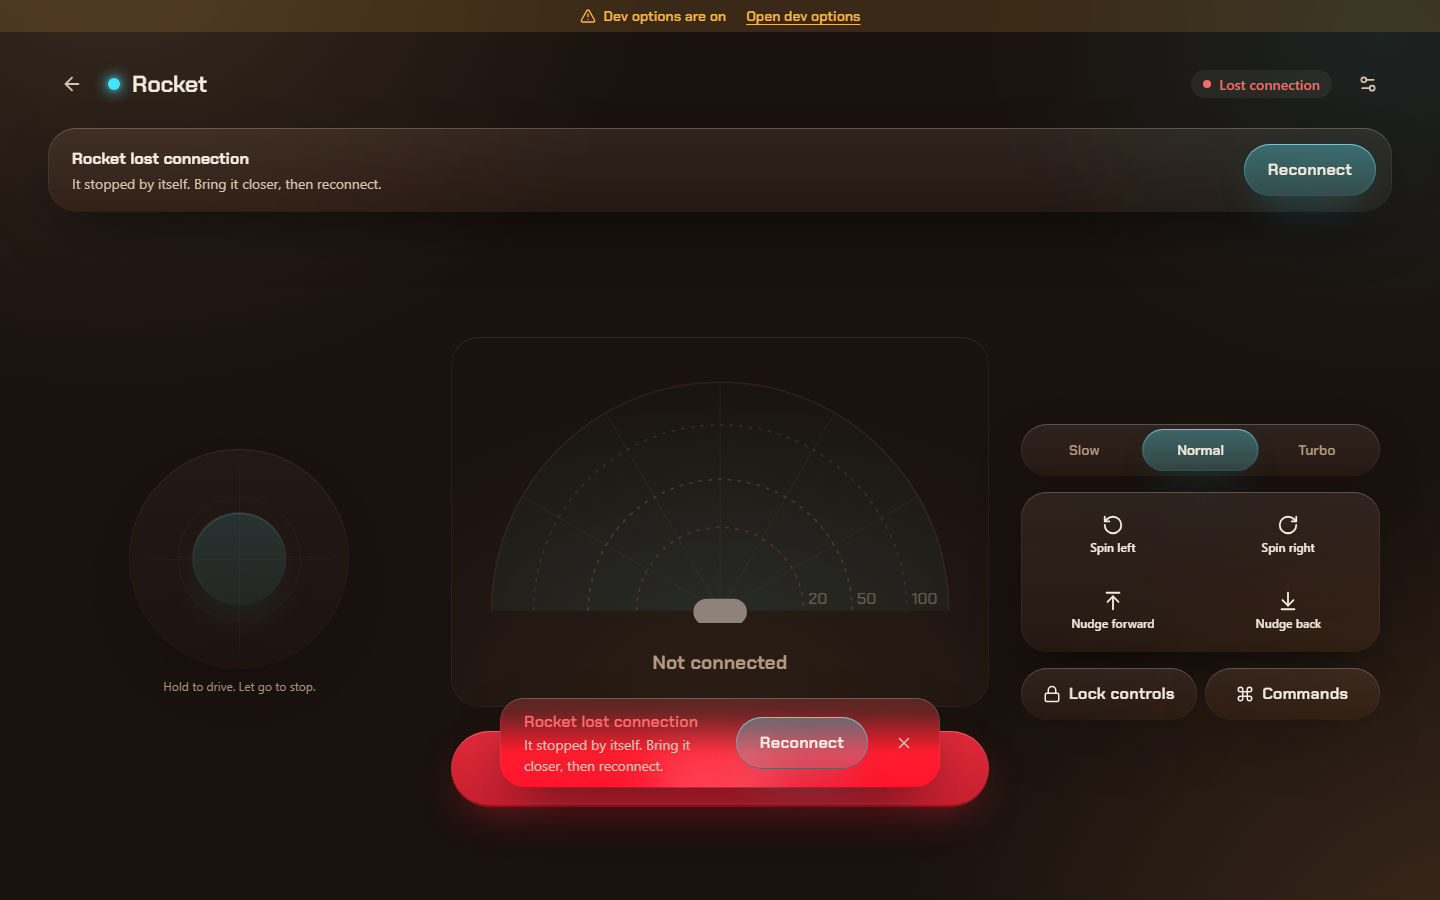 Dev options are on Open dev options
Rocket
Lost connection
Rocket lost connection
It stopped by itself. Bring it closer, then reconnect.
Reconnect
20 50 100
Not connected
Hold to drive. Let go to stop.
Slow Normal Turbo
Spin left Spin right
Nudge forward Nudge back
Lock controls Commands
Rocket lost connection
It stopped by itself. Bring it
closer, then reconnect.
Reconnect